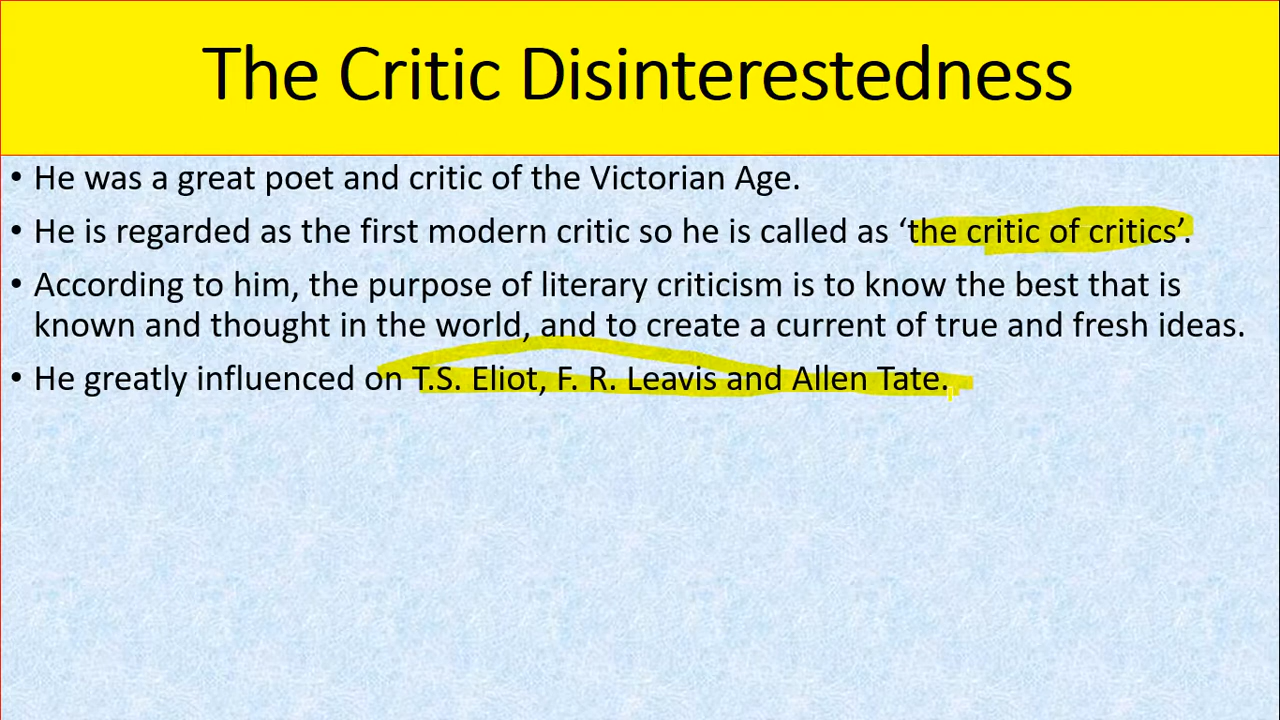 The Critic Disinterestedness
• He was a great poet and critic of the Victorian Age.
• He is regarded as the first modern critic so he is called as ‘the critic of critics’.
• According to him, the purpose of literary criticism is to know the best that is
known and thought in the world, and to create a current of true and fresh ideas.
• He greatly influenced on T.S. Eliot, F. R. Leavis and Allen Tate.